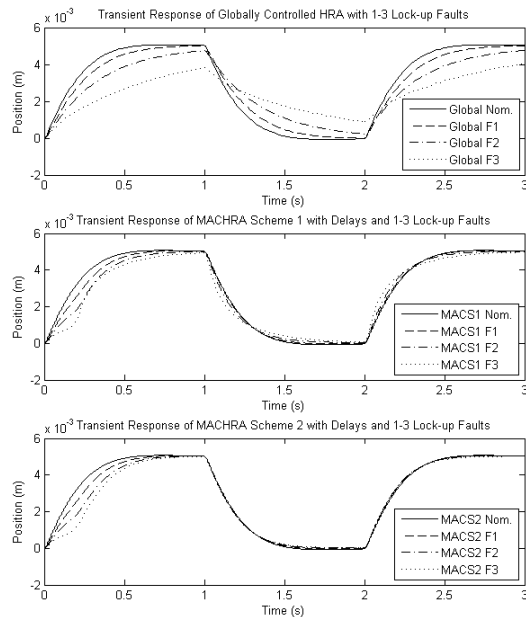 Transient Response of Globally Controlled HRA with 1-3 Lock-up Faults
x 10⁻³
6
4
2
0
-2
0
0.5
1
1.5
2
2.5
3
Position (m)
Time (s)
Global Nom.
Global F1
Global F2
Global F3
x 10⁻³
Transient Response of MACHRA Scheme 1 with Delays and 1-3 Lock-up Faults
6
4
2
0
-2
0
0.5
1
1.5
2
2.5
3
Position (m)
Time (s)
MACS1 Nom.
MACS1 F1
MACS1 F2
MACS1 F3
x 10⁻³
Transient Response of MACHRA Scheme 2 with Delays and 1-3 Lock-up Faults
6
4
2
0
-2
0
0.5
1
1.5
2
2.5
3
Position (m)
Time (s)
MACS2 Nom.
MACS2 F1
MACS2 F2
MACS2 F3